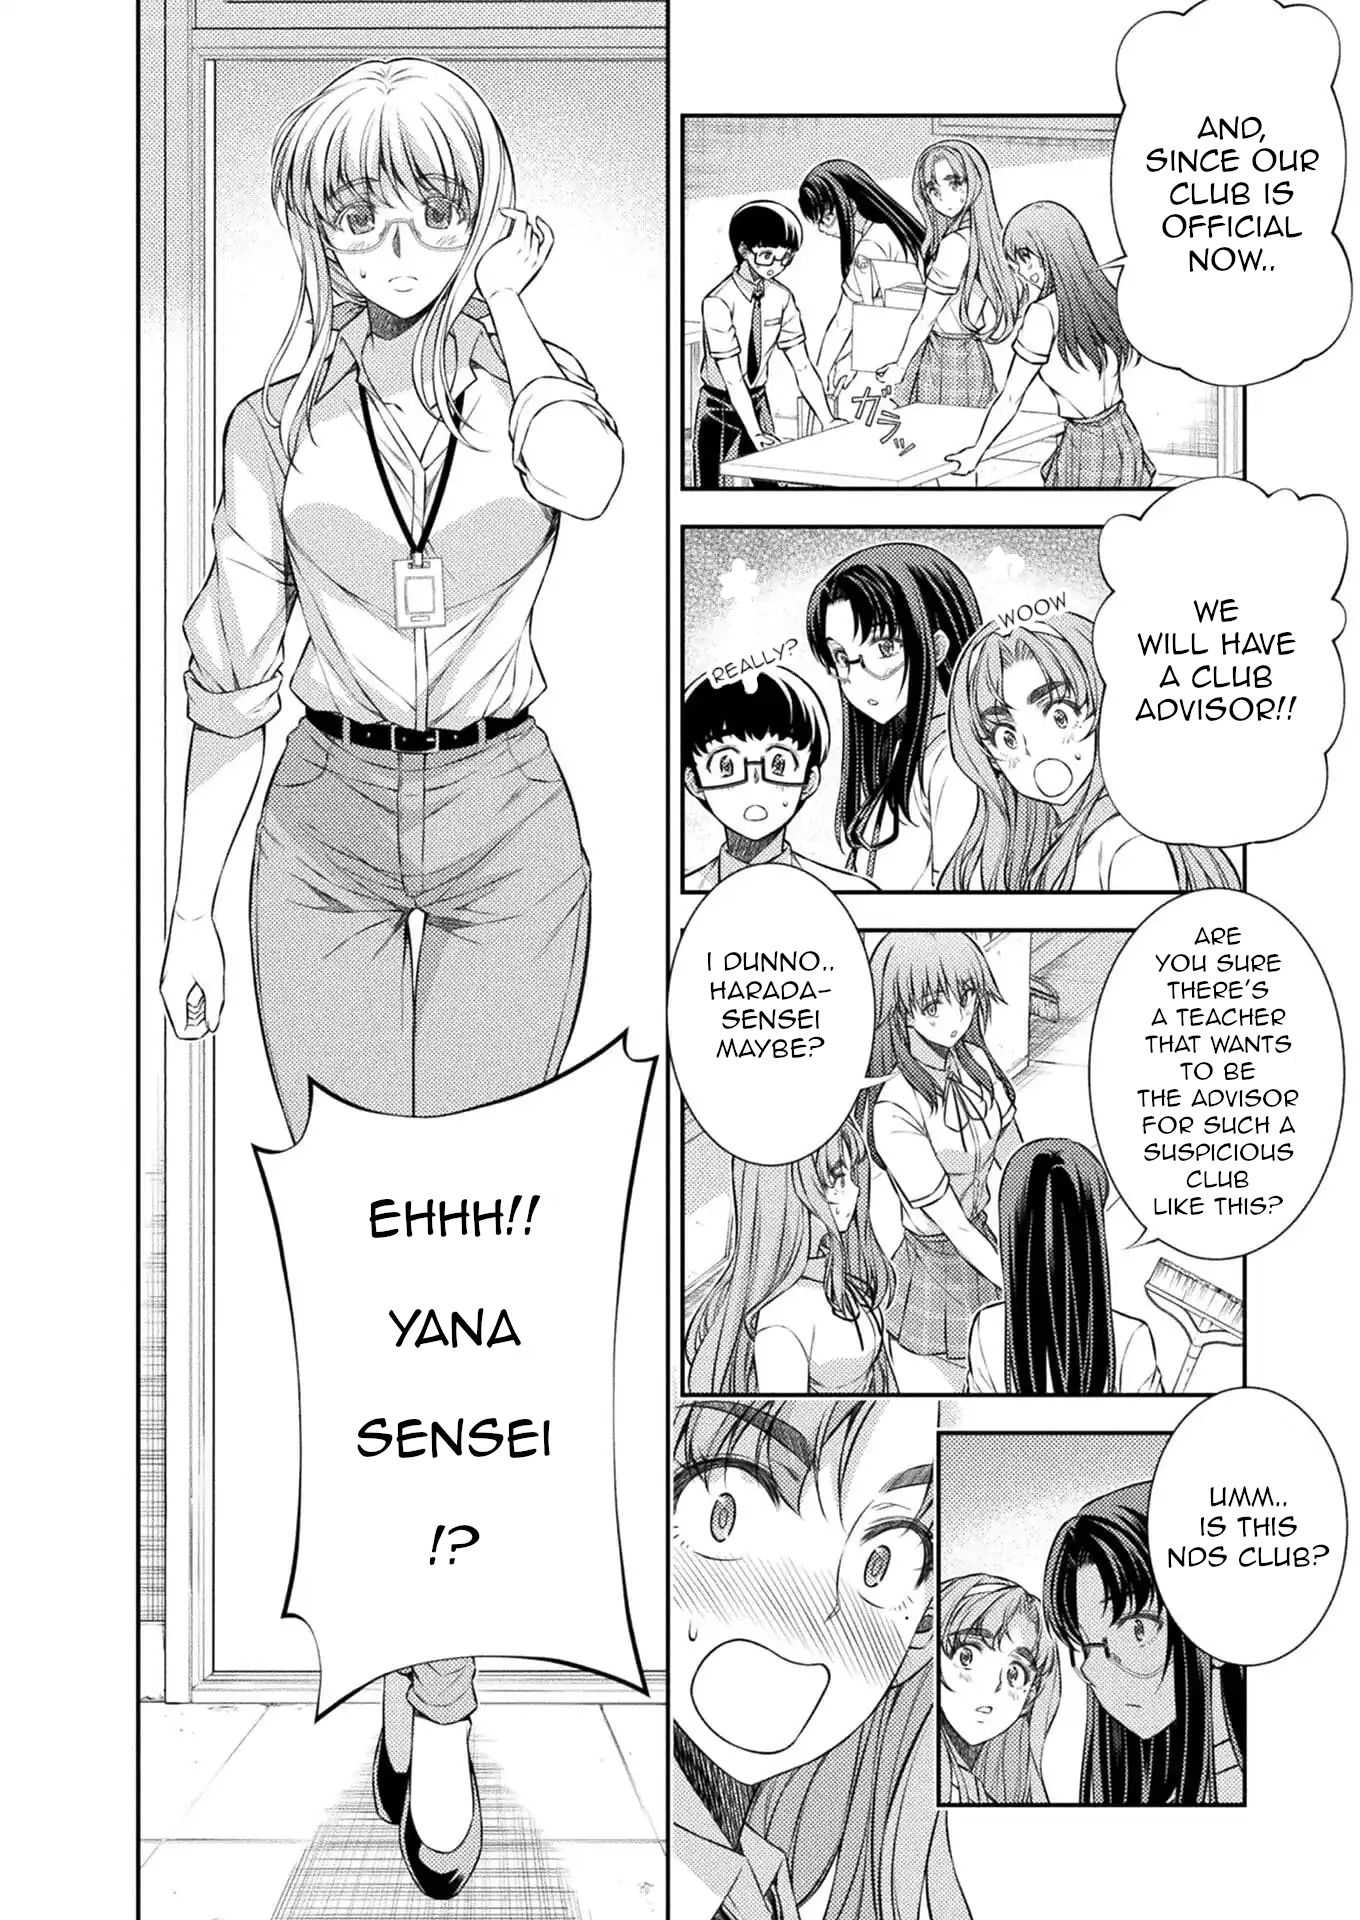 AND,
SINCE OUR
CLUB IS
OFFICIAL
NOW..
ガラッ
WE
WILL HAVE
A CLUB
ADVISOR!!
WOOW
REALLY?
ARE
YOU SURE
THERE'S
A TEACHER
THAT WANTS
TO BE
THE ADVISOR
FOR SUCH A
SUSPICIOUS
CLUB
LIKE THIS?
I DUNNO..
HARADA-
SENSEI
MAYBE?
UMM..
IS THIS
NDS CLUB?
EHHH!!
YANA
SENSEI
!?